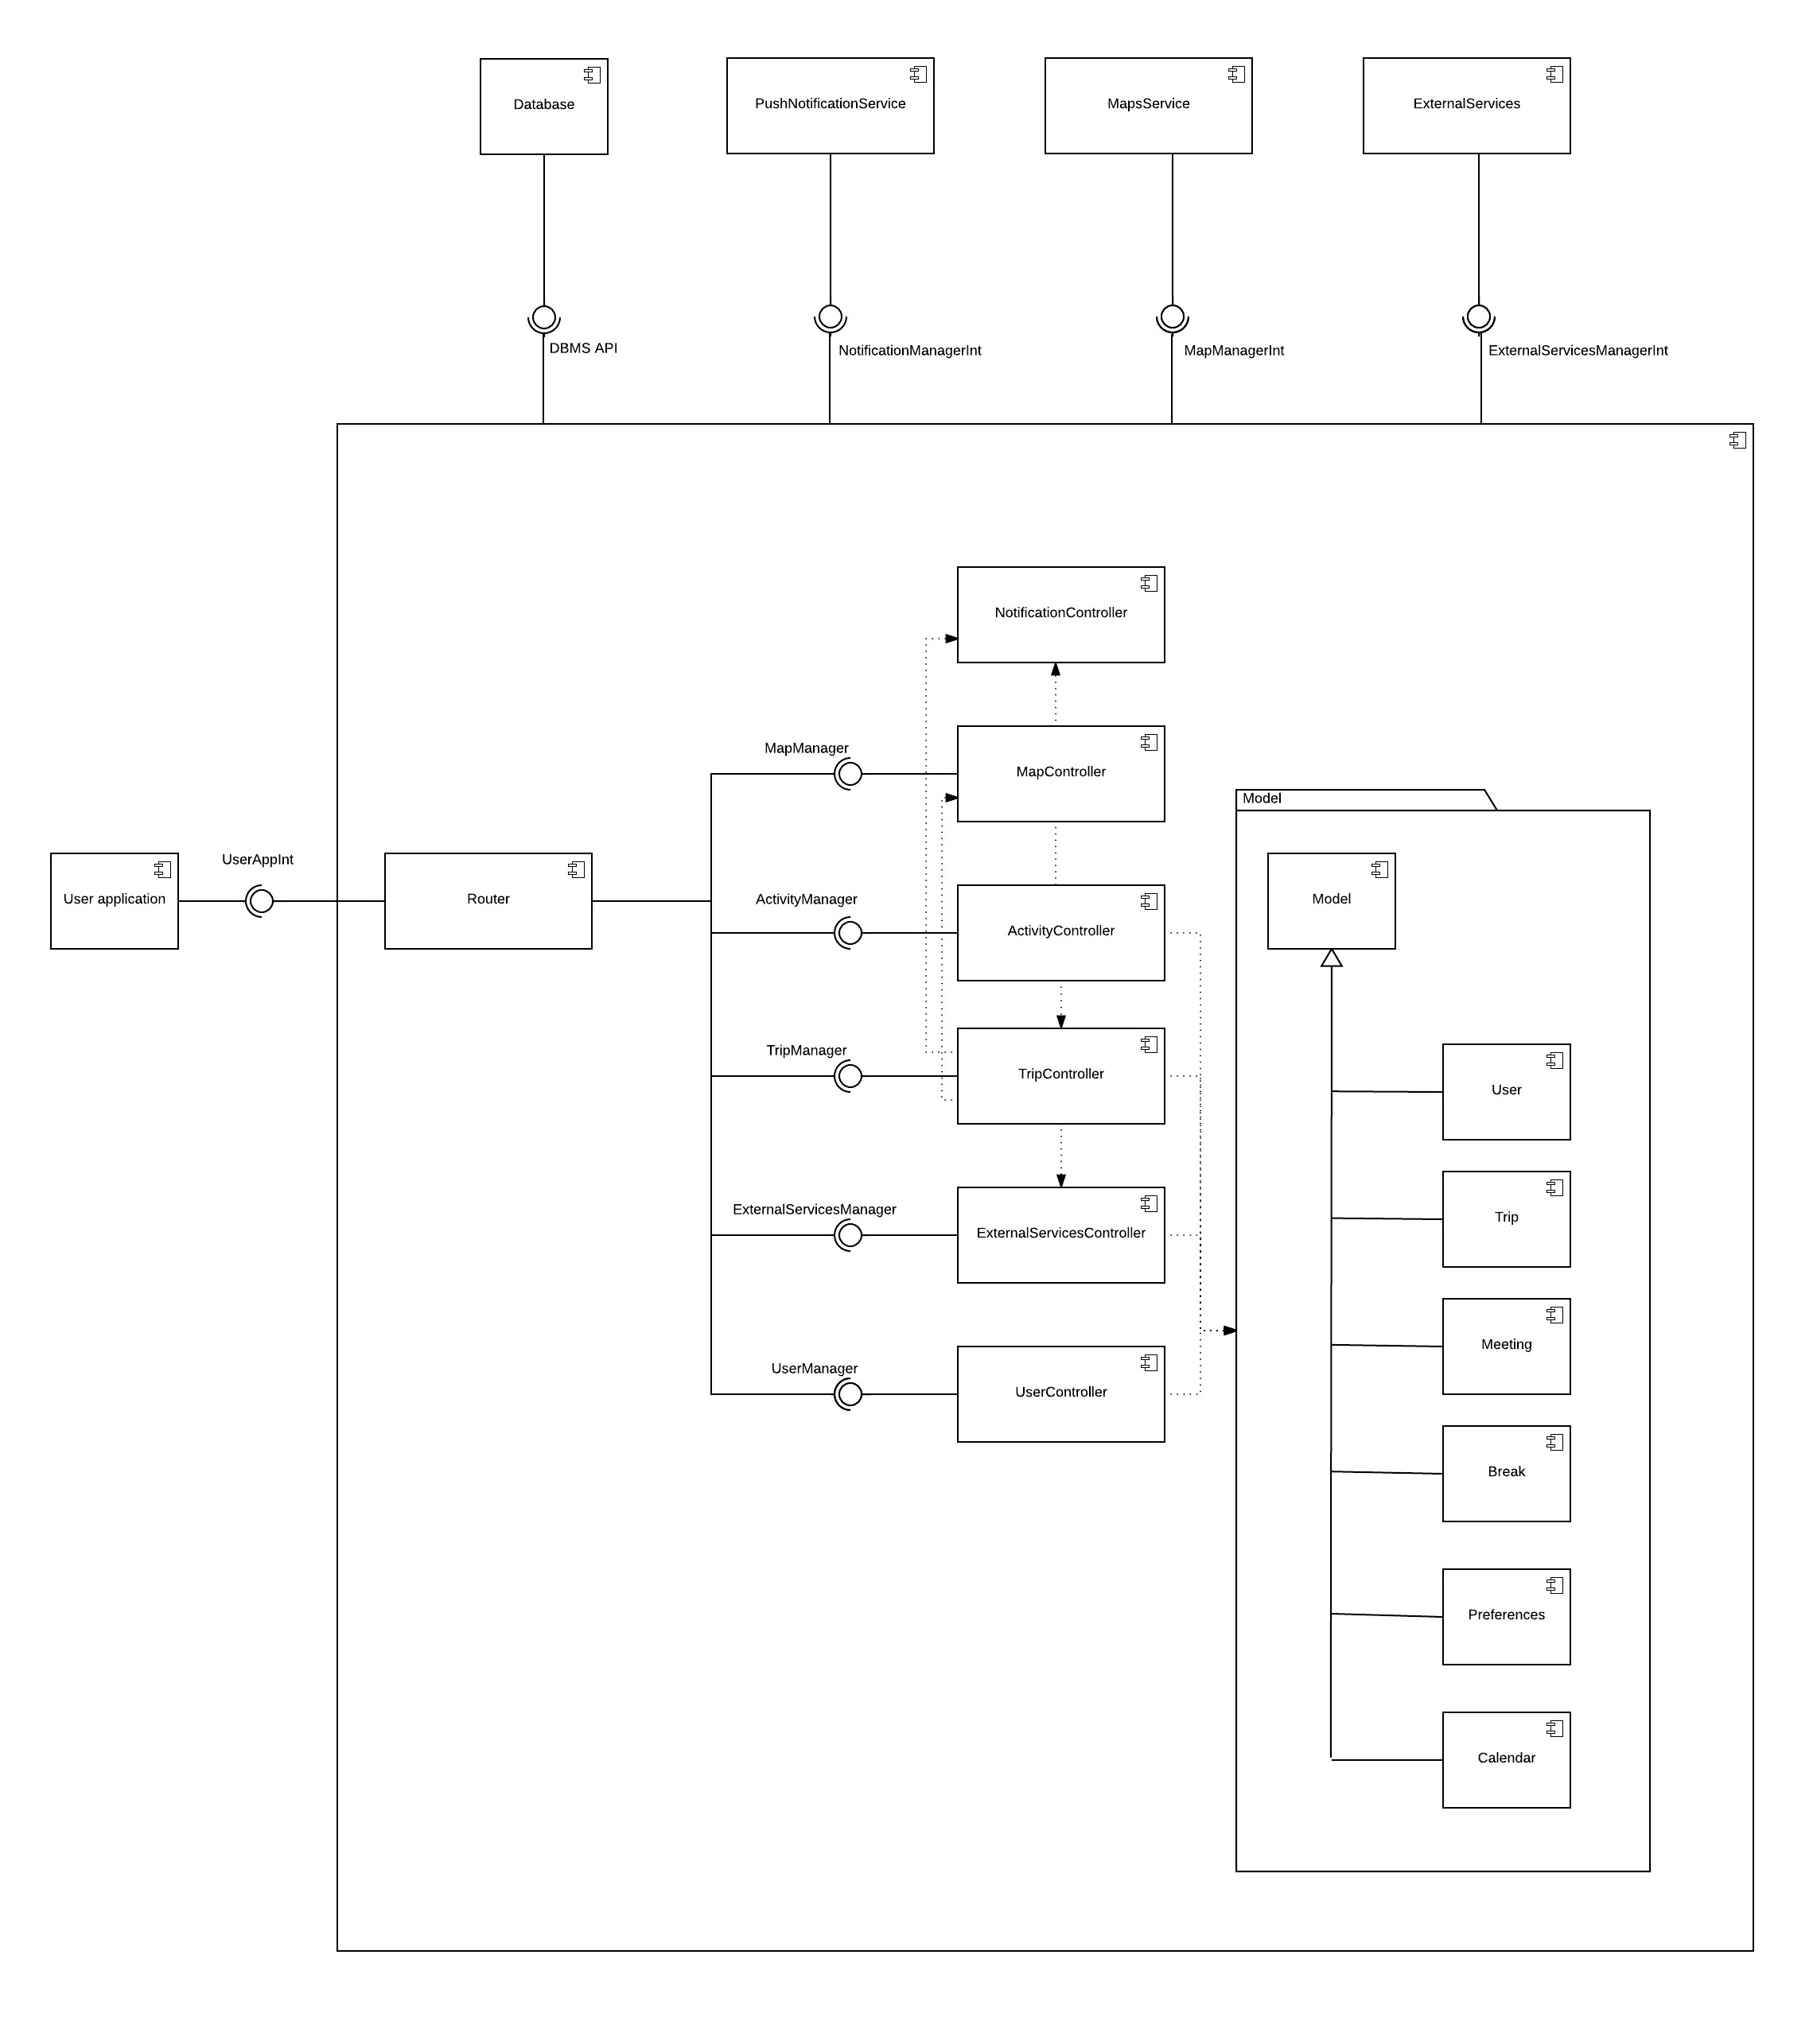 Database
PushNotificationService
MapsService
ExternalServices
DBMS API
NotificationManagerInt
MapManagerInt
ExternalServicesManagerInt
NotificationController
MapManager
MapController
Model
UserAppInt
User application
Router
ActivityManager
ActivityController
Model
TripManager
TripController
User
ExternalServicesManager
ExternalServicesController
Trip
Meeting
UserManager
UserController
Break
Preferences
Calendar